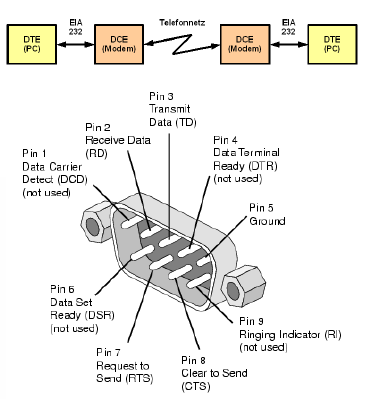 EIA
232
Telefonnetz
EIA
232
DTE
(PC)
DCE
(Modem)
DCE
(Modem)
DTE
(PC)
Pin 3
Transmit
Data (TD)
Pin 2
Receive Data
(RD)
Pin 4
Data Terminal
Ready (DTR)
(not used)
Pin 1
Data Carrier
Detect (DCD)
(not used)
Pin 5
Ground
Pin 6
Data Set
Ready (DSR)
(not used)
Pin 9
Ringing Indicator (RI)
(not used)
Pin 7
Request to
Send (RTS)
Pin 8
Clear to Send
(CTS)